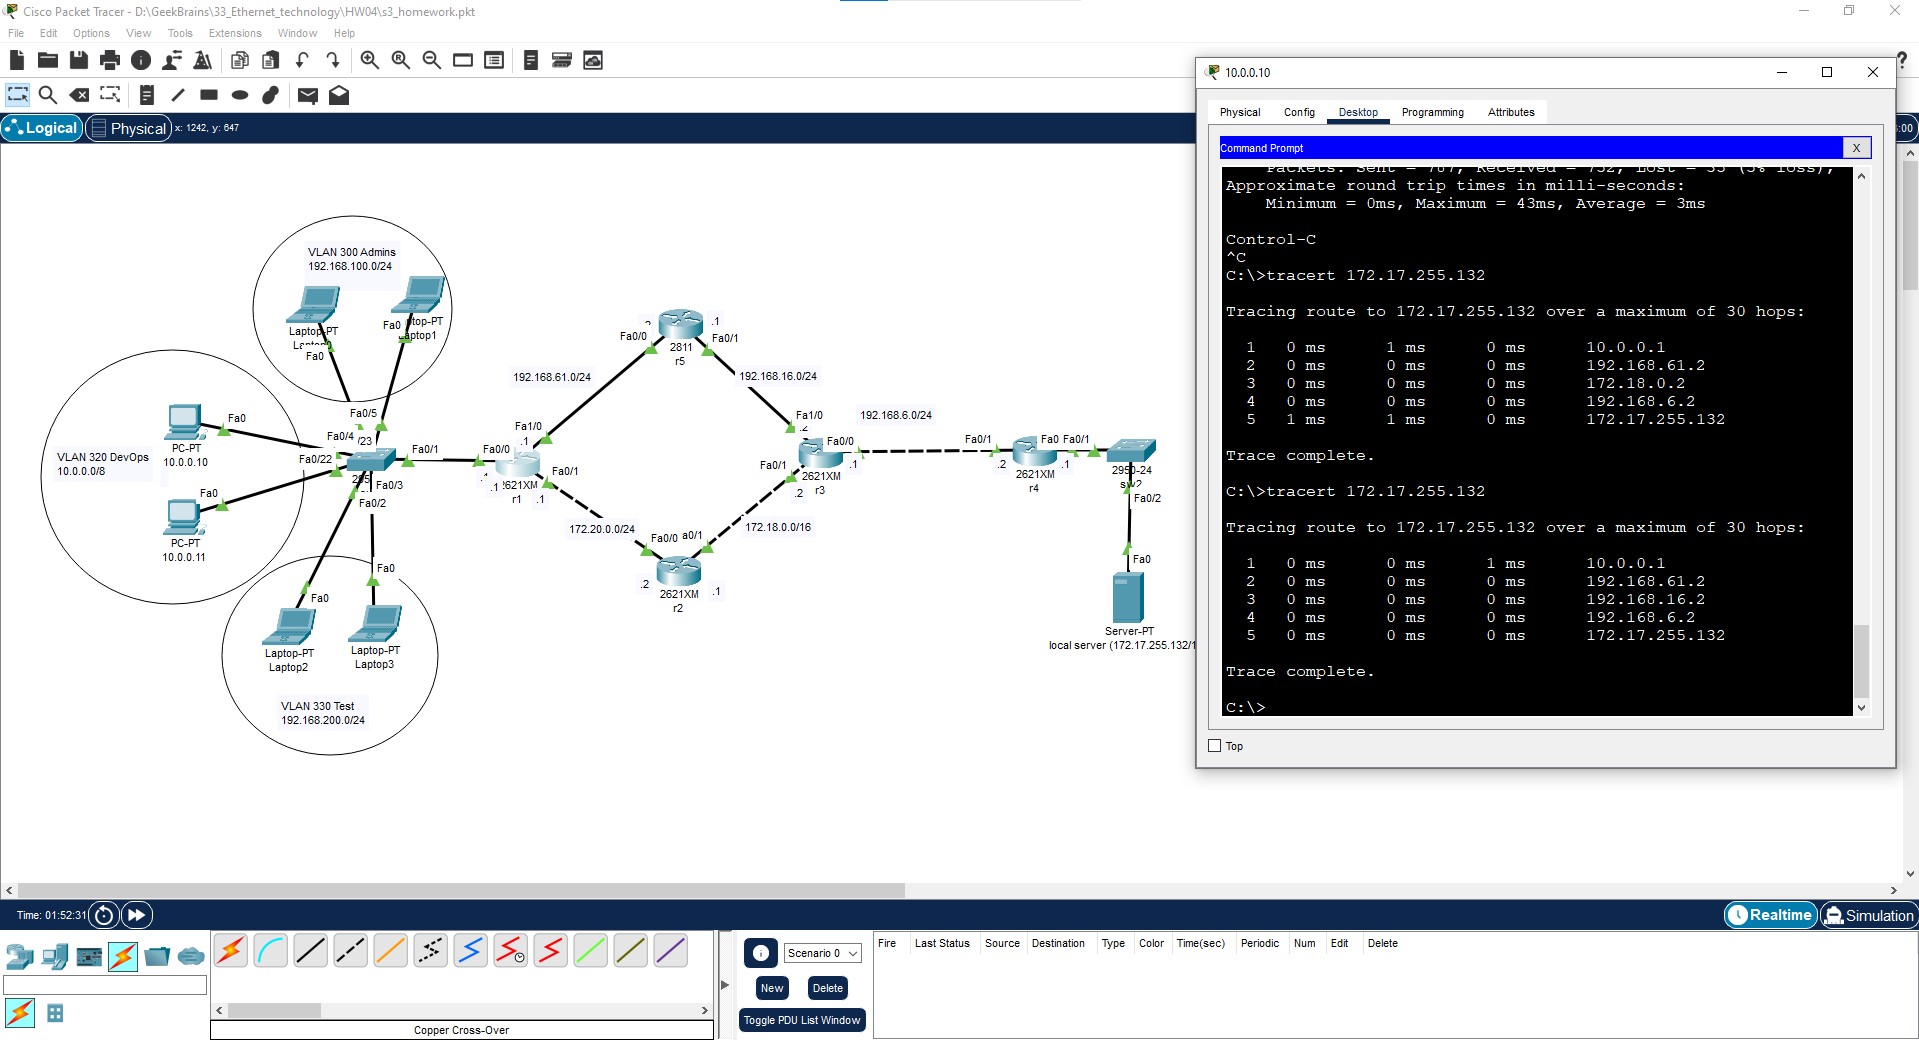 Cisco Packet Tracer - D:\GeekBrains\33_Ethernet_technology\HW04\s3_homework.pkt
File Edit Options View Tools Extensions Window Help
Logical Physical x: 1242, y: 647
:00
VLAN 300 Admins
192.168.100.0/24
Laptop-PT
Fa0
Fa0
ptop-PT
aptop1
VLAN 320 DevOps
10.0.0.0/8
PC-PT
10.0.0.10
Fa0
PC-PT
10.0.0.11
Fa0
Fa0/5
Fa0/4
/23
Fa0/22
Fa0/1
Fa0/3
Fa0/2
Fa0
Fa0
Laptop-PT
Laptop2
Laptop-PT
Laptop3
VLAN 330 Test
192.168.200.0/24
Fa0/0
Fa1/0
.1
Fa0/1
.1
.1
2621XM
r1
192.168.61.0/24
Fa0/0
.1
Fa0/1
2811
r5
192.168.16.0/24
172.20.0.0/24
Fa0/0
a0/1
.2
.1
2621XM
r2
172.18.0.0/16
Fa1/0
.2
Fa0/0
.1
Fa0/1
.2
2621XM
r3
192.168.6.0/24
Fa0/1
.2
Fa0
Fa0/1
.1
2621XM
r4
2950-24
sw2
Fa0/2
Fa0
Server-PT
local server (172.17.255.132/1
10.0.0.10
Physical Config Desktop Programming Attributes
Command Prompt X
Packets: Sent = 767, Received = 732, Lost = 35 (5% loss),
Approximate round trip times in milli-seconds:
Minimum = 0ms, Maximum = 43ms, Average = 3ms
Control-C
^C
C:\>tracert 172.17.255.132
Tracing route to 172.17.255.132 over a maximum of 30 hops:
1 0 ms 1 ms 0 ms 10.0.0.1
2 0 ms 0 ms 0 ms 192.168.61.2
3 0 ms 0 ms 0 ms 172.18.0.2
4 0 ms 0 ms 0 ms 192.168.6.2
5 1 ms 1 ms 0 ms 172.17.255.132
Trace complete.
C:\>tracert 172.17.255.132
Tracing route to 172.17.255.132 over a maximum of 30 hops:
1 0 ms 0 ms 1 ms 10.0.0.1
2 0 ms 0 ms 0 ms 192.168.61.2
3 0 ms 0 ms 0 ms 192.168.16.2
4 0 ms 0 ms 0 ms 192.168.6.2
5 0 ms 0 ms 0 ms 172.17.255.132
Trace complete.
C:\>
Top
Time: 01:52:31
Realtime Simulation
Copper Cross-Over
Scenario 0
New Delete
Toggle PDU List Window
Fire Last Status Source Destination Type Color Time(sec) Periodic Num Edit Delete